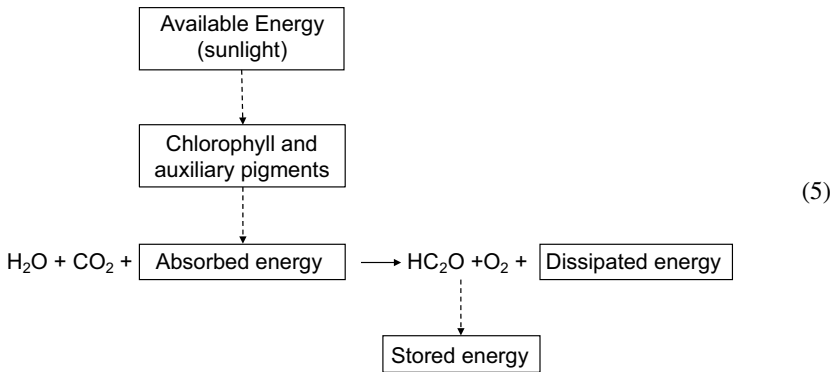 Available Energy
(sunlight)
Chlorophyll and
auxiliary pigments
(5)
H₂O + CO₂ + Absorbed energy → HC₂O +O₂ + Dissipated energy
Stored energy